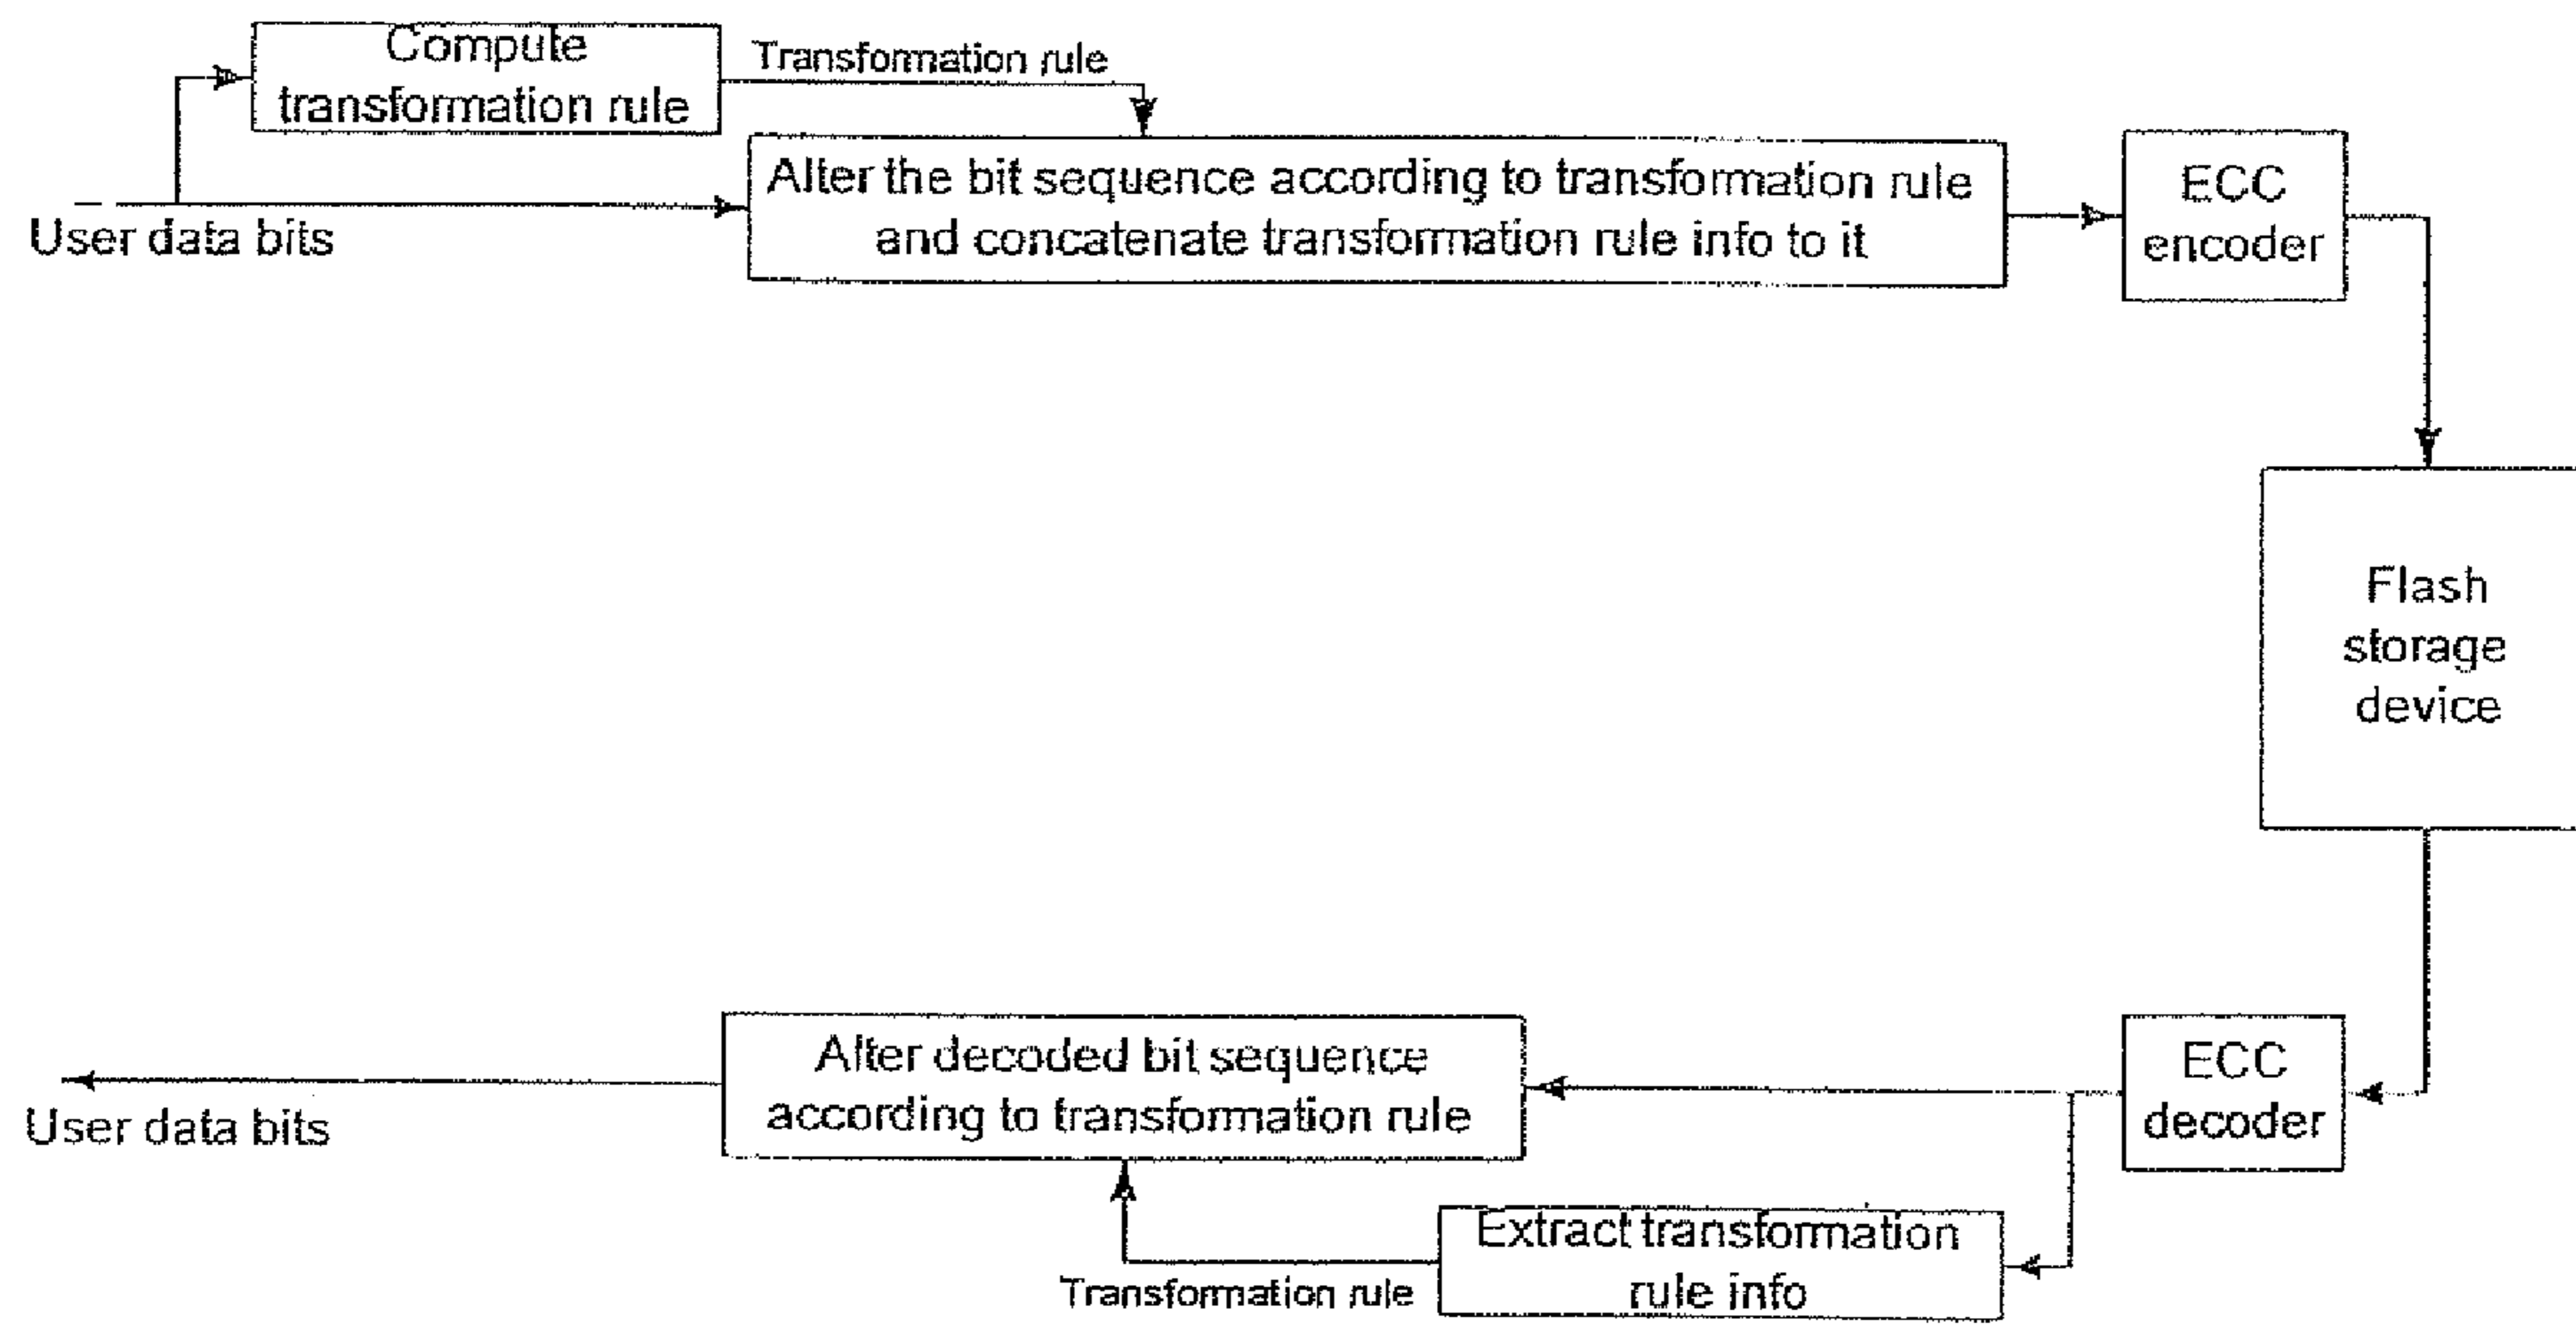 Compute
transformation rule
Transformation rule
User data bits
Alter the bit sequence according to transformation rule
and concatenate transformation rule info to it
ECC
encoder
Flash
storage
device
ECC
decoder
Alter decoded bit sequence
according to transformation rule
User data bits
Extract transformation
rule info
Transformation rule